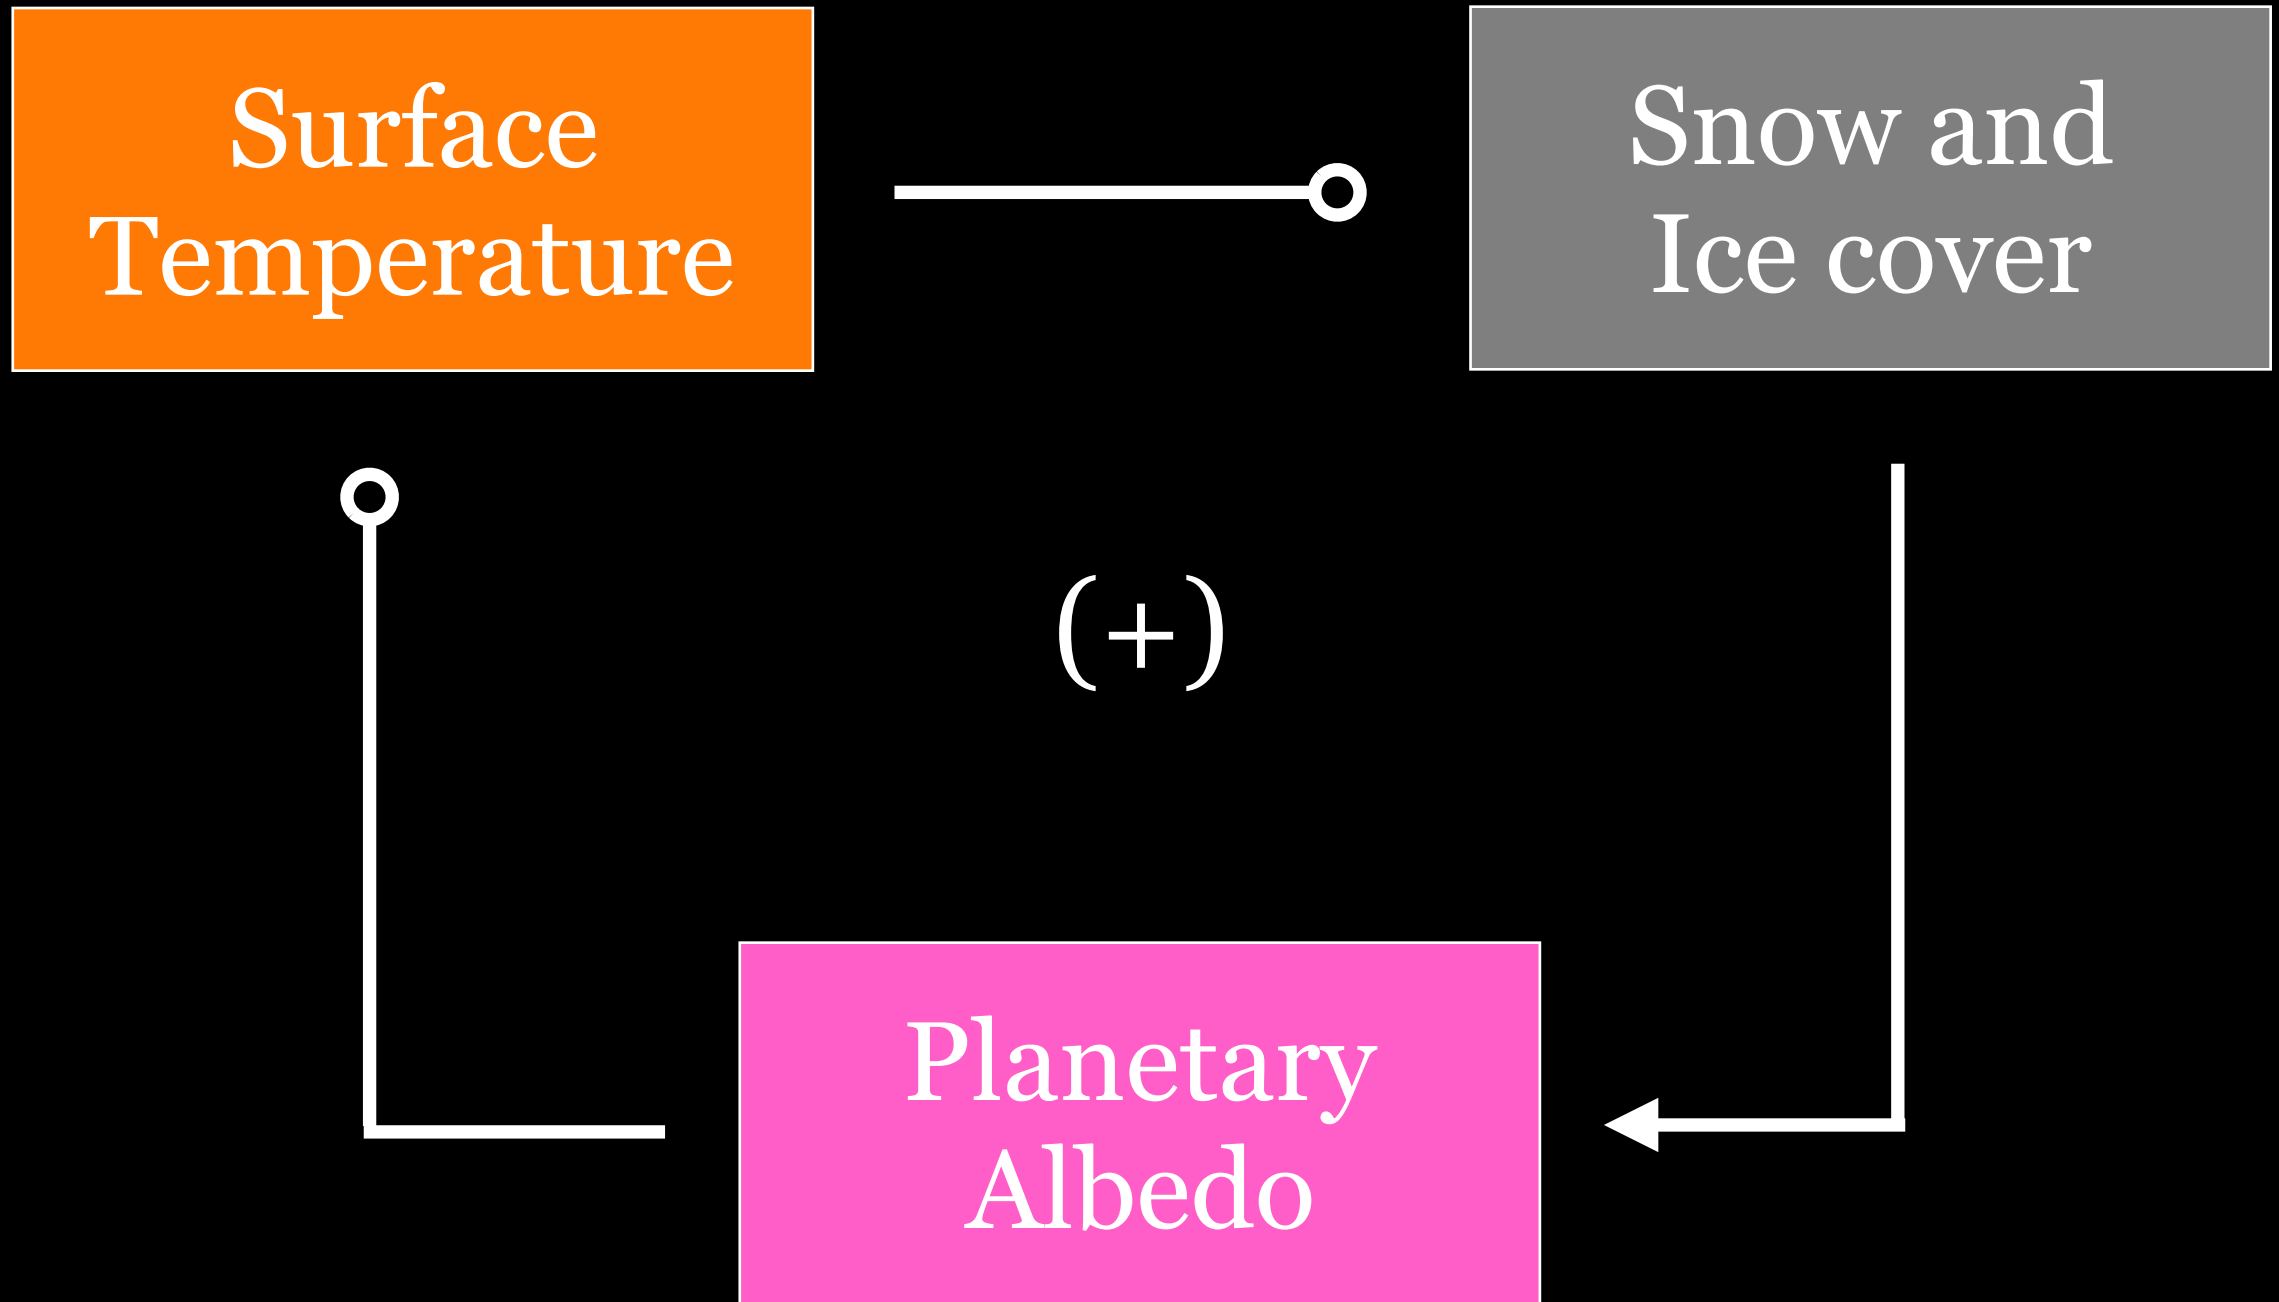 Surface
Temperature
Snow and
Ice cover
(+)
Planetary
Albedo